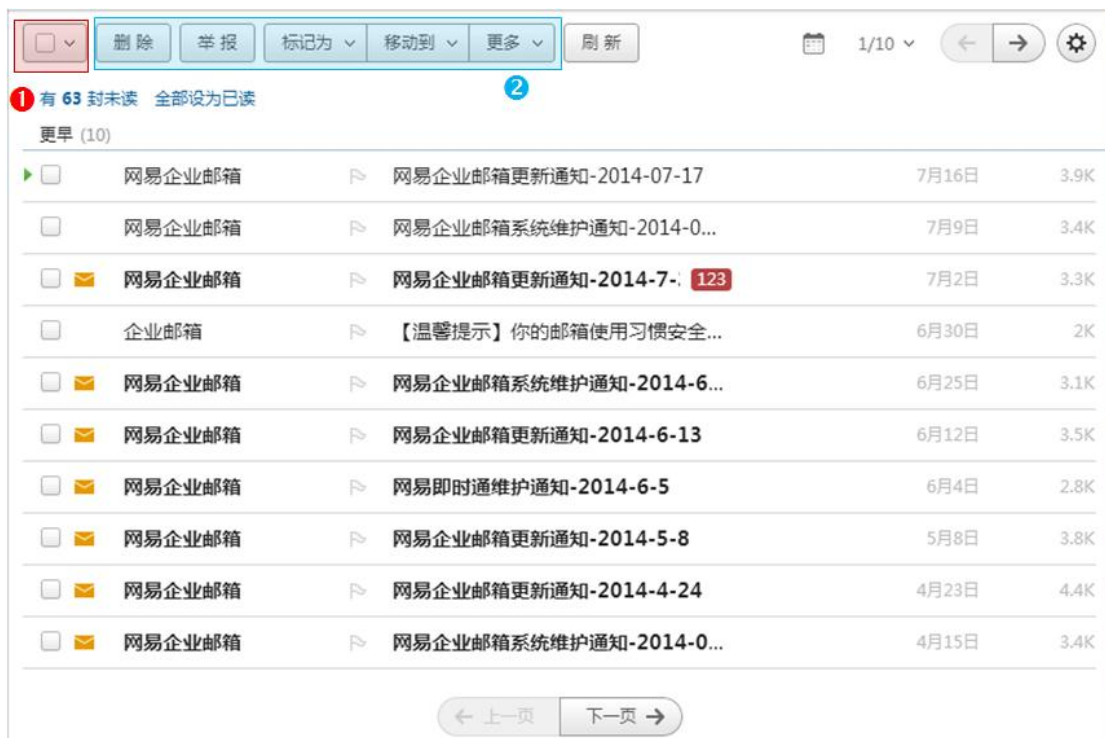 删 除 举 报 标记为 移动到 更多 刷 新 1/10
2
1 有 63 封未读 全部设为已读
更早 (10)
网易企业邮箱 网易企业邮箱更新通知-2014-07-17 7月16日 3.9K
网易企业邮箱 网易企业邮箱系统维护通知-2014-0... 7月9日 3.4K
网易企业邮箱 网易企业邮箱更新通知-2014-7- 123 7月2日 3.3K
企业邮箱 【温馨提示】你的邮箱使用习惯安全... 6月30日 2K
网易企业邮箱 网易企业邮箱系统维护通知-2014-6... 6月25日 3.1K
网易企业邮箱 网易企业邮箱更新通知-2014-6-13 6月12日 3.5K
网易企业邮箱 网易即时通维护通知-2014-6-5 6月4日 2.8K
网易企业邮箱 网易企业邮箱更新通知-2014-5-8 5月8日 3.8K
网易企业邮箱 网易企业邮箱更新通知-2014-4-24 4月23日 4.4K
网易企业邮箱 网易企业邮箱系统维护通知-2014-0... 4月15日 3.4K
← 上一页 下一页 →